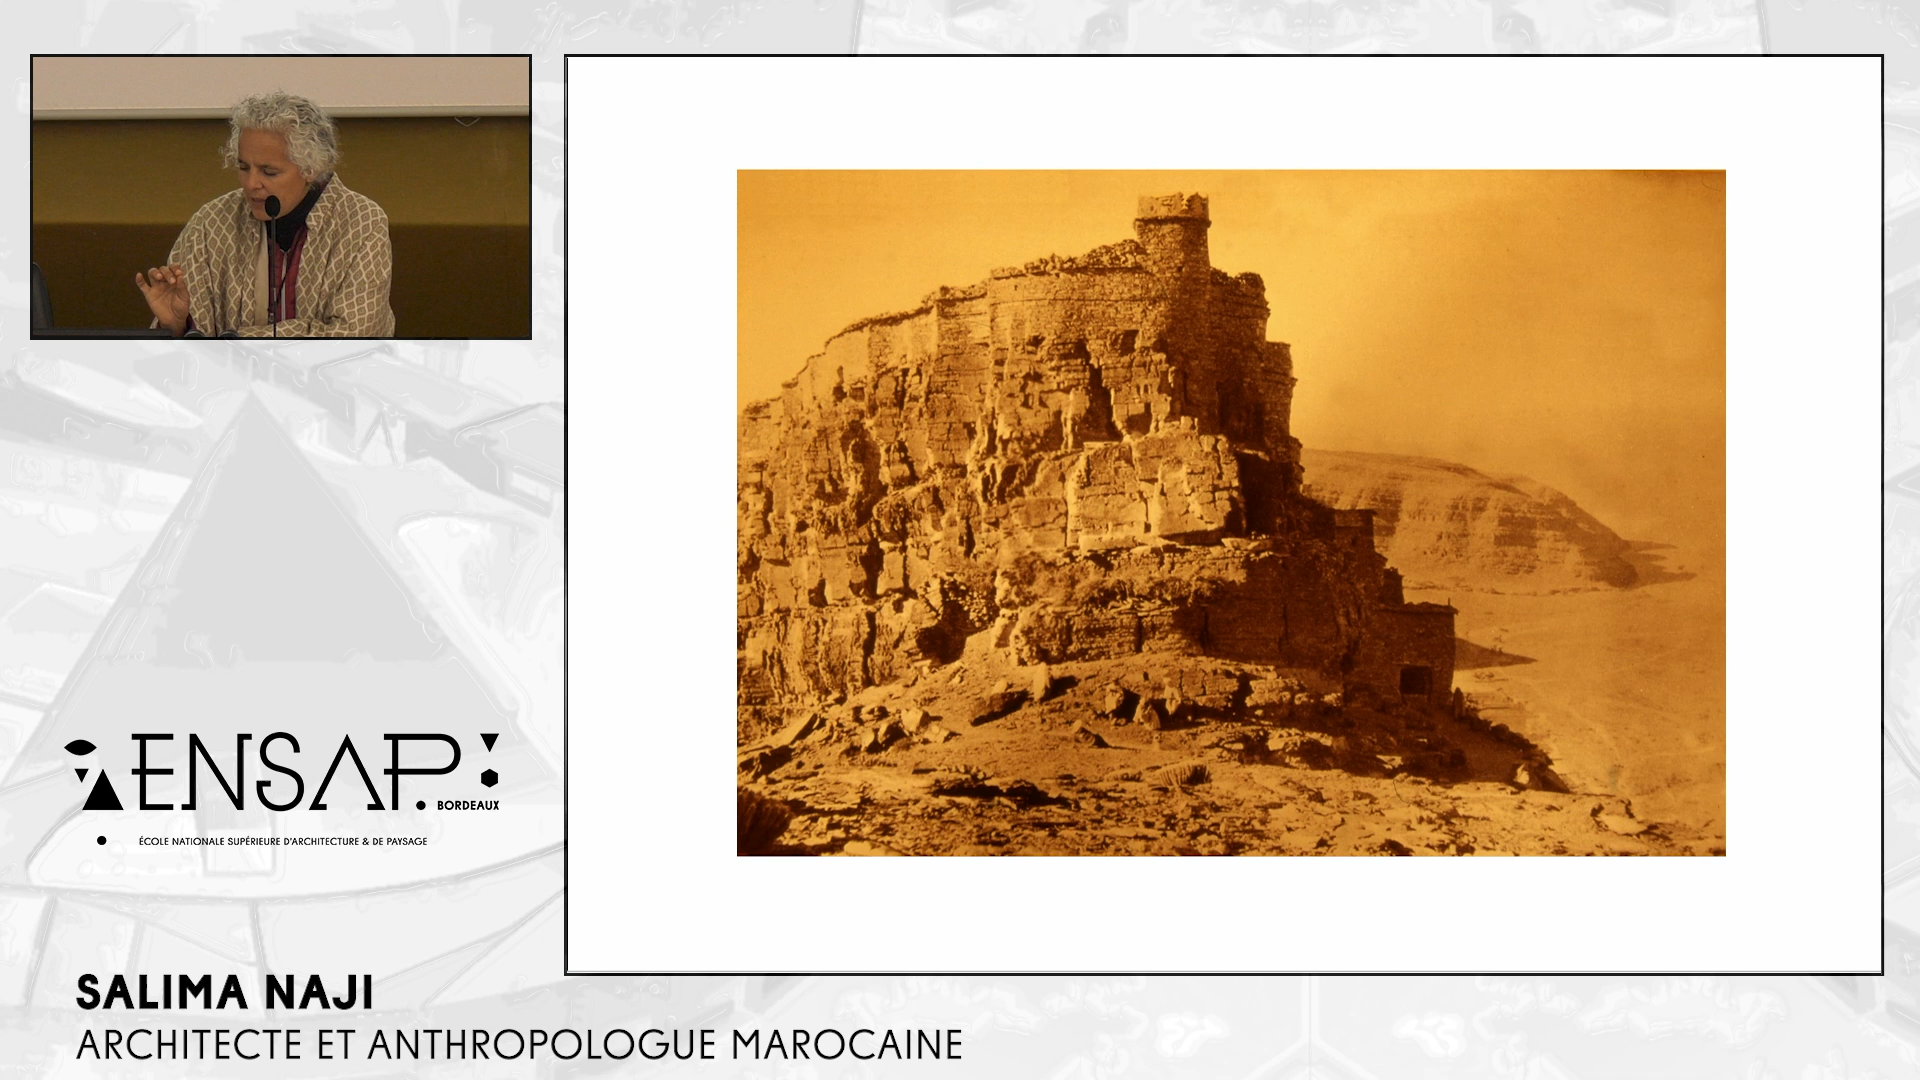 ENSAP.
BORDEAUX
ÉCOLE NATIONALE SUPÉRIEURE D'ARCHITECTURE & DE PAYSAGE
SALIMA NAJI
ARCHITECTE ET ANTHROPOLOGUE MAROCAINE